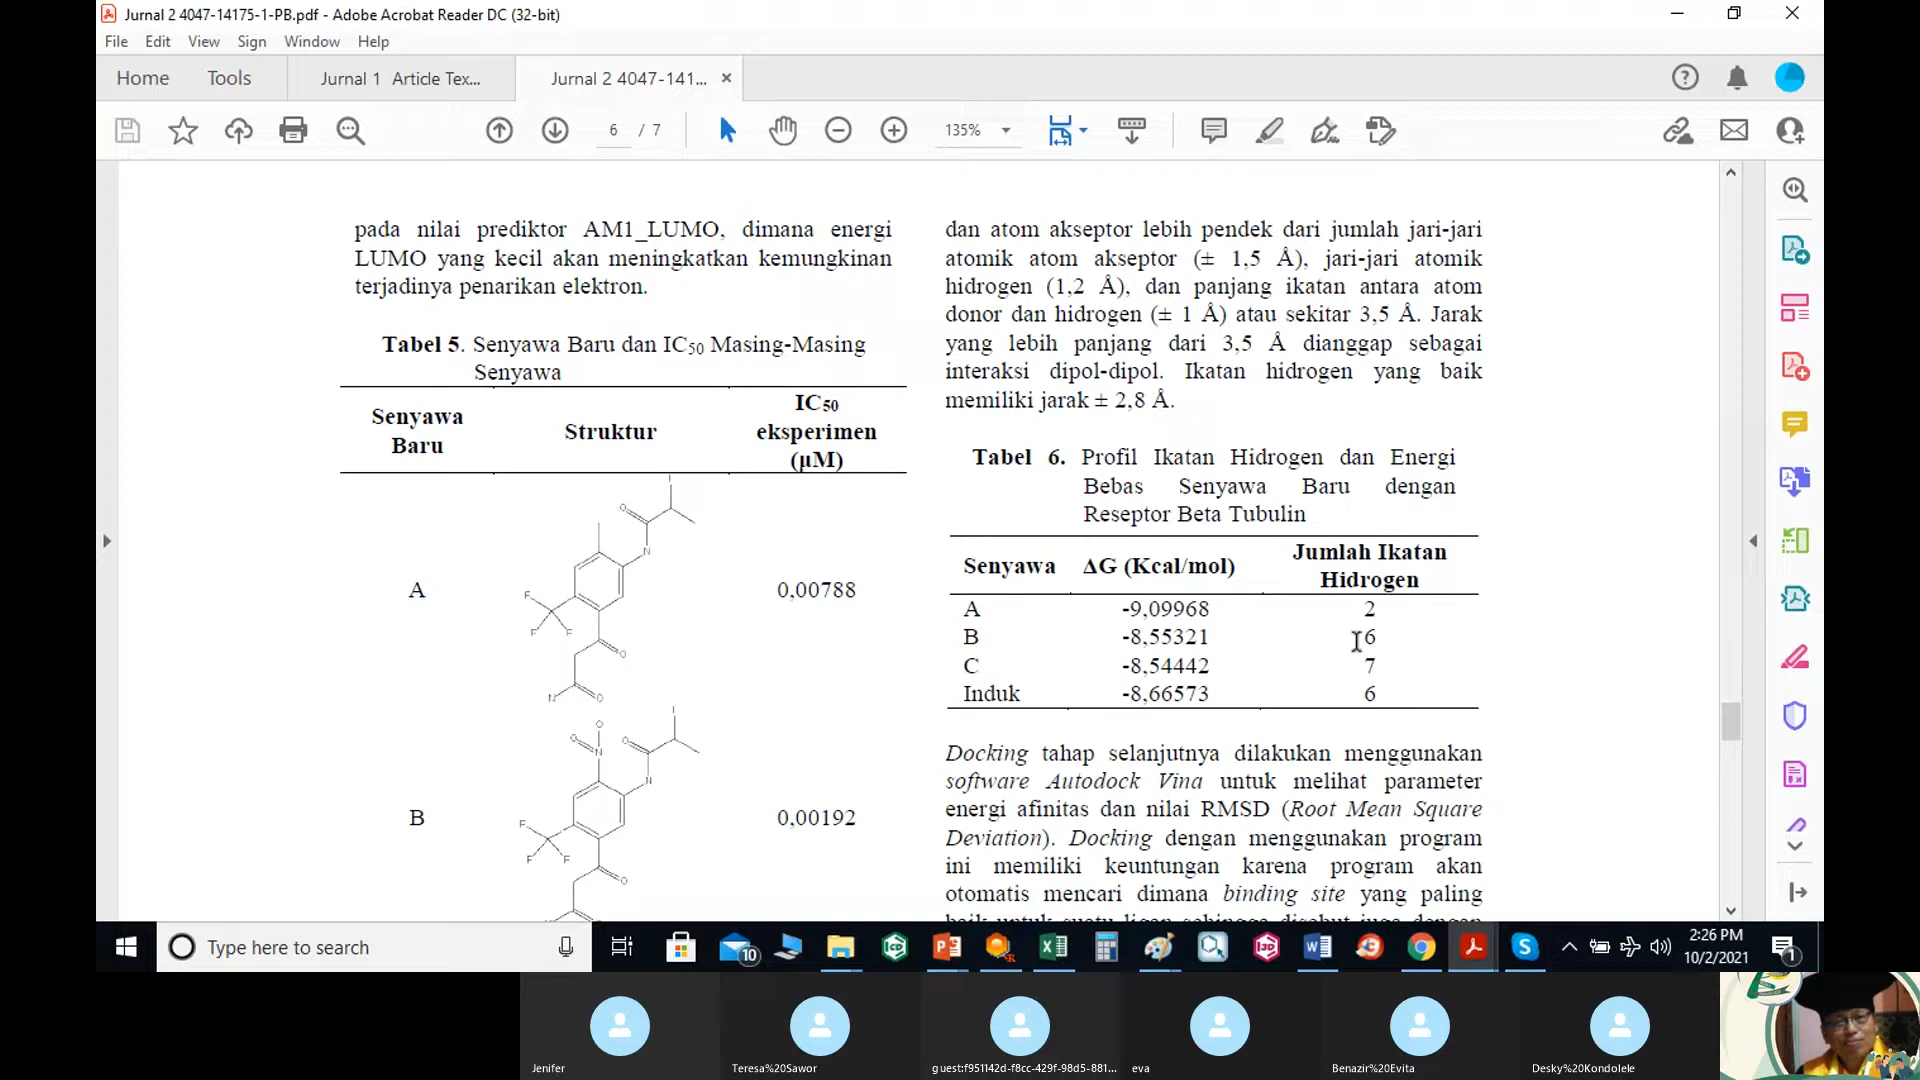 Jurnal 2 4047-14175-1-PB.pdf - Adobe Acrobat Reader DC (32-bit)
File Edit View Sign Window Help
Home Tools Jurnal 1 Article Tex... Jurnal 2 4047-141...
6 / 7 135%
pada nilai prediktor AM1_LUMO, dimana energi
LUMO yang kecil akan meningkatkan kemungkinan
terjadinya penarikan elektron.
Tabel 5. Senyawa Baru dan IC50 Masing-Masing
Senyawa
Senyawa Baru Struktur IC50 eksperimen (µM)
A 0,00788
B 0,00192
dan atom akseptor lebih pendek dari jumlah jari-jari
atomik atom akseptor (± 1,5 Å), jari-jari atomik
hidrogen (1,2 Å), dan panjang ikatan antara atom
donor dan hidrogen (± 1 Å) atau sekitar 3,5 Å. Jarak
yang lebih panjang dari 3,5 Å dianggap sebagai
interaksi dipol-dipol. Ikatan hidrogen yang baik
memiliki jarak ± 2,8 Å.
Tabel 6. Profil Ikatan Hidrogen dan Energi
Bebas Senyawa Baru dengan
Reseptor Beta Tubulin
Senyawa ΔG (Kcal/mol) Jumlah Ikatan Hidrogen
A -9,09968 2
B -8,55321 6
C -8,54442 7
Induk -8,66573 6
Docking tahap selanjutnya dilakukan menggunakan
software Autodock Vina untuk melihat parameter
energi afinitas dan nilai RMSD (Root Mean Square
Deviation). Docking dengan menggunakan program
ini memiliki keuntungan karena program akan
otomatis mencari dimana binding site yang paling
Type here to search
10
2:26 PM
10/2/2021
1
Jenifer
Teresa%20Sawor
guest:f951142d-f8cc-429f-98d5-881...
eva
Benazir%20Evita
Desky%20Kondolele